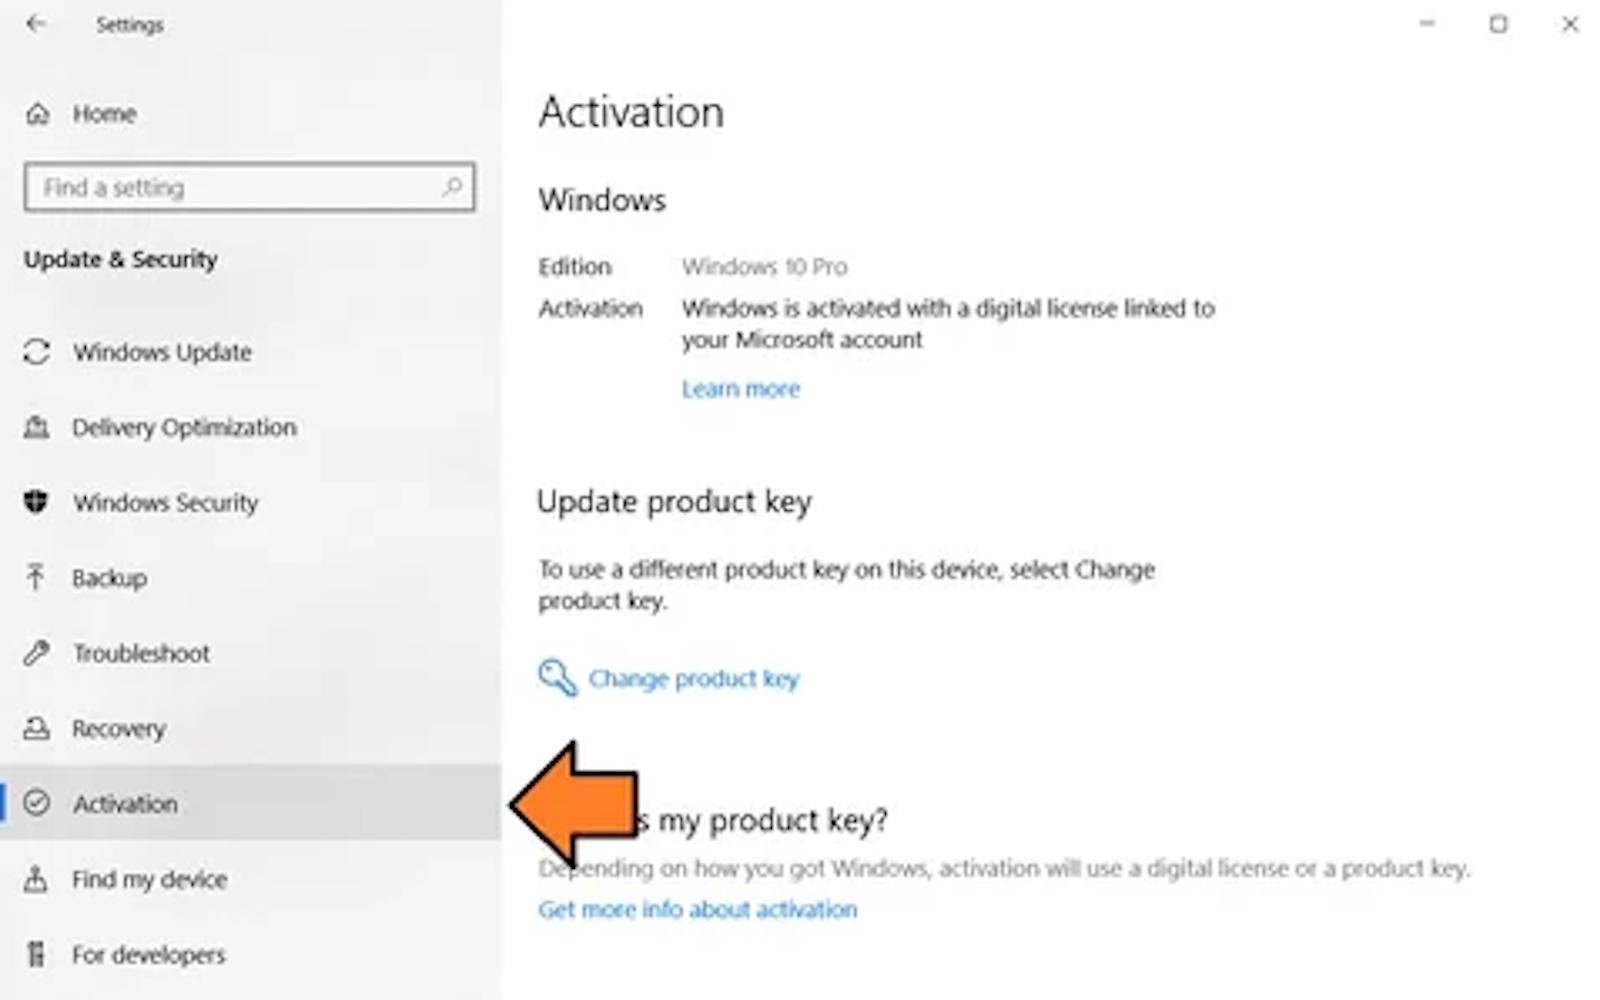 Settings
Home
Find a setting
Update & Security
Windows Update
Delivery Optimization
Windows Security
Backup
Troubleshoot
Recovery
Activation
Find my device
For developers
Activation
Windows
Edition Windows 10 Pro
Activation Windows is activated with a digital license linked to
your Microsoft account
Learn more
Update product key
To use a different product key on this device, select Change
product key.
Change product key
my product key?
Depending on how you got Windows, activation will use a digital license or a product key.
Get more info about activation